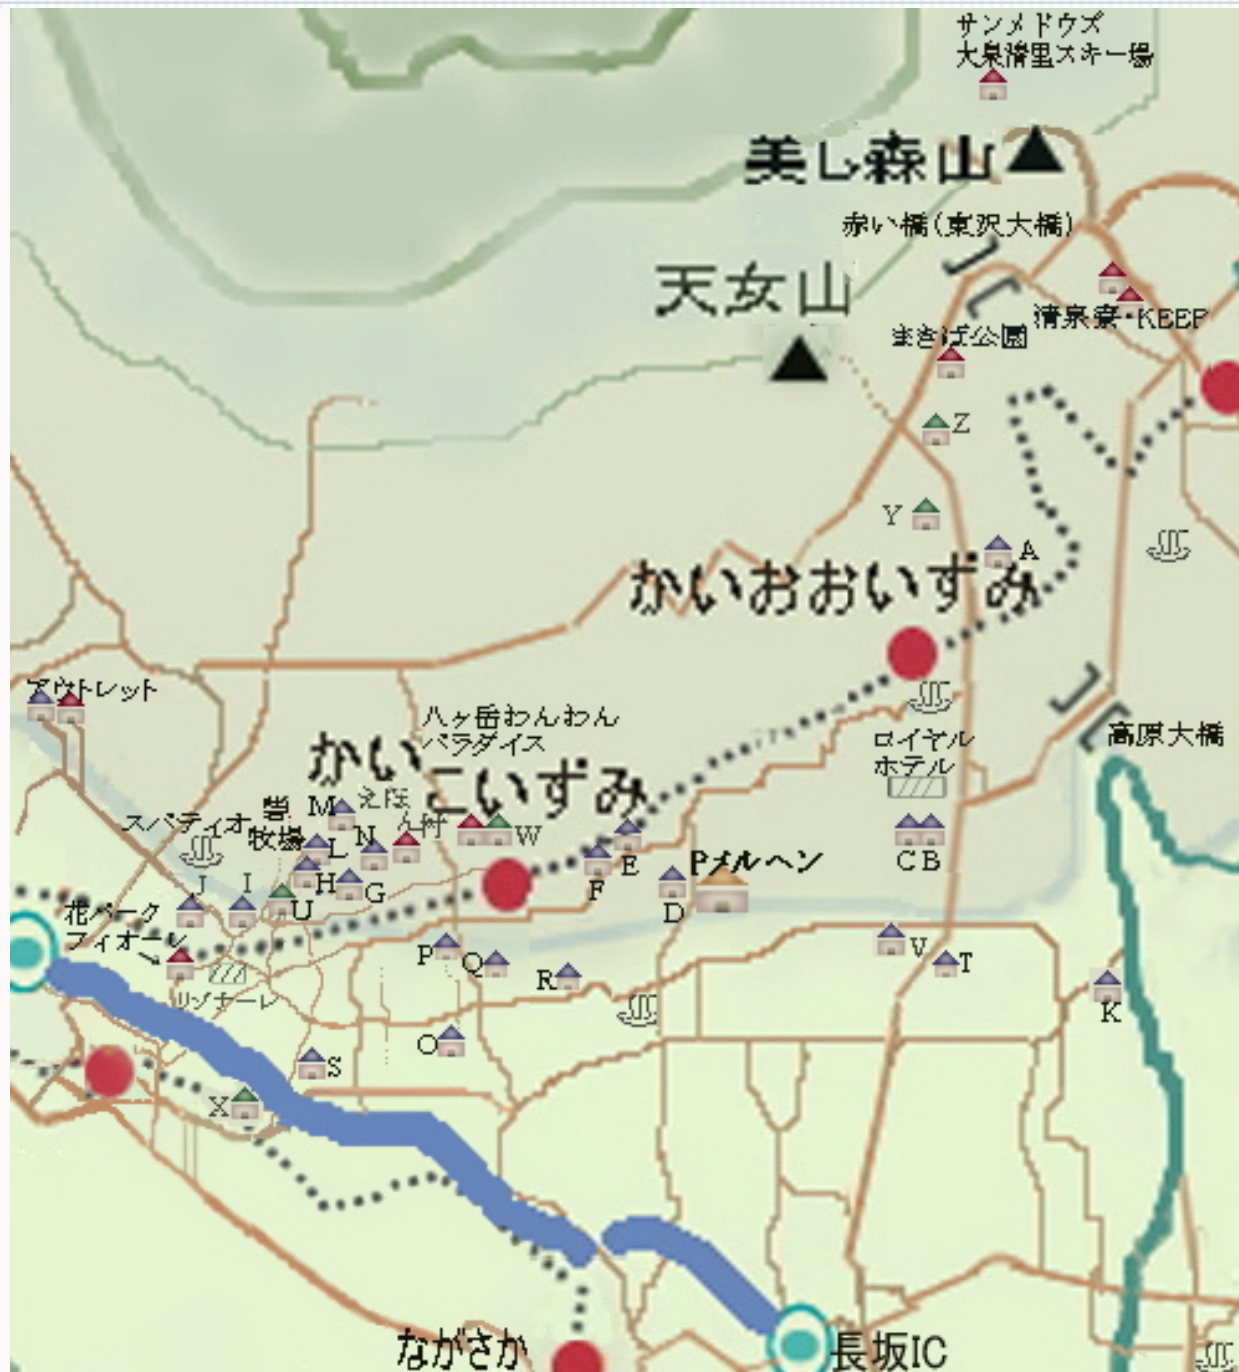 サンメドウズ
大泉清里スキー場
美し森山
赤い橋(東沢大橋)
天女山
清泉寮・KEEP
まきば公園
Z
Y
A
かいおおいずみ
アウトレット
八ヶ岳わんわん
パラダイス
ロイヤル
ホテル
高原大橋
かい
こいずみ
M
スパティオ
牧場
L
N
W
C
B
Pメルヘン
E
F
H
G
J
I
U
D
花パーク
フィオーレ
→
P
Q
R
V
T
K
リゾナーレ
O
S
X
ながさか
長坂IC